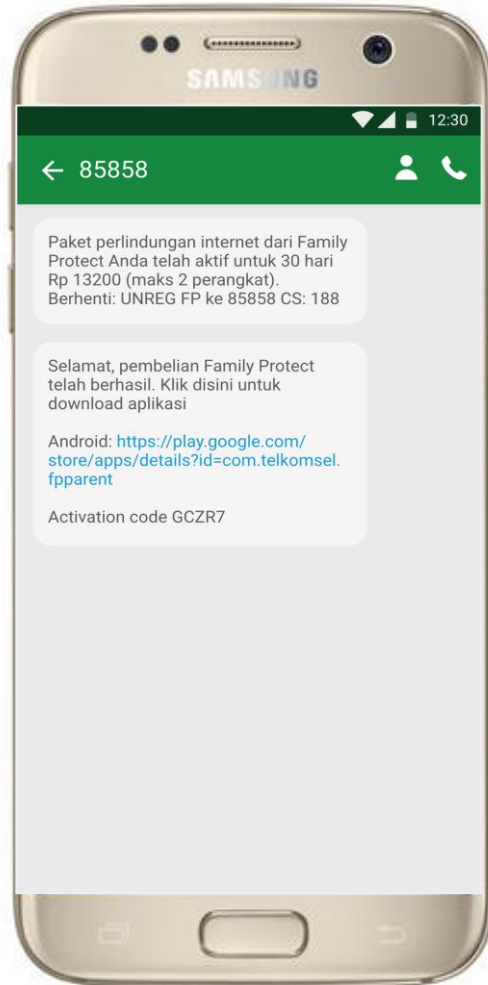 SAMSUNG
12:30
85858
Paket perlindungan internet dari Family
Protect Anda telah aktif untuk 30 hari
Rp 13200 (maks 2 perangkat).
Berhenti: UNREG FP ke 85858 CS: 188
Selamat, pembelian Family Protect
telah berhasil. Klik disini untuk
download aplikasi
Android: https://play.google.com/
store/apps/details?id=com.telkomsel.
fpparent
Activation code GCZR7